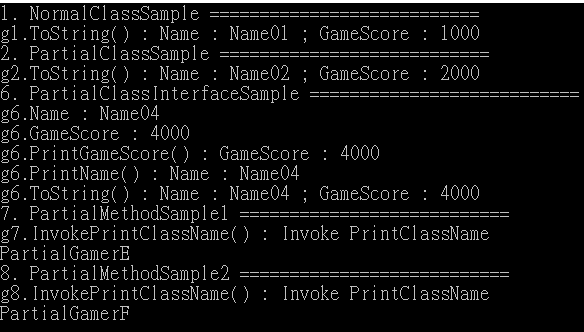 1. NormalClassSample ===========================
g1.ToString() : Name : Name01 ; GameScore : 1000
2. PartialClassSample ===========================
g2.ToString() : Name : Name02 ; GameScore : 2000
6. PartialClassInterfaceSample ===========================
g6.Name : Name04
g6.GameScore : 4000
g6.PrintGameScore() : GameScore : 4000
g6.PrintName() : Name : Name04
g6.ToString() : Name : Name04 ; GameScore : 4000
7. PartialMethodSample1 ===========================
g7.InvokePrintClassName() : Invoke PrintClassName
PartialGamerE
8. PartialMethodSample2 ===========================
g8.InvokePrintClassName() : Invoke PrintClassName
PartialGamerF